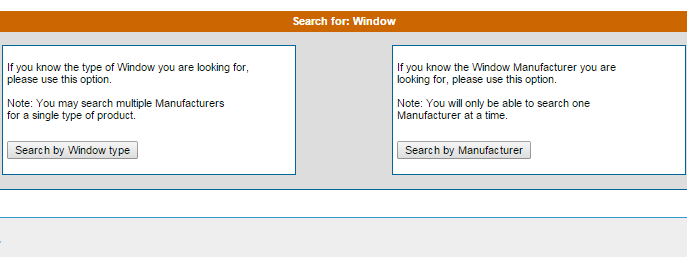 Search for: Window
If you know the type of Window you are looking for,
please use this option.
Note: You may search multiple Manufacturers
for a single type of product.
Search by Window type
If you know the Window Manufacturer you are
looking for, please use this option.
Note: You will only be able to search one
Manufacturer at a time.
Search by Manufacturer